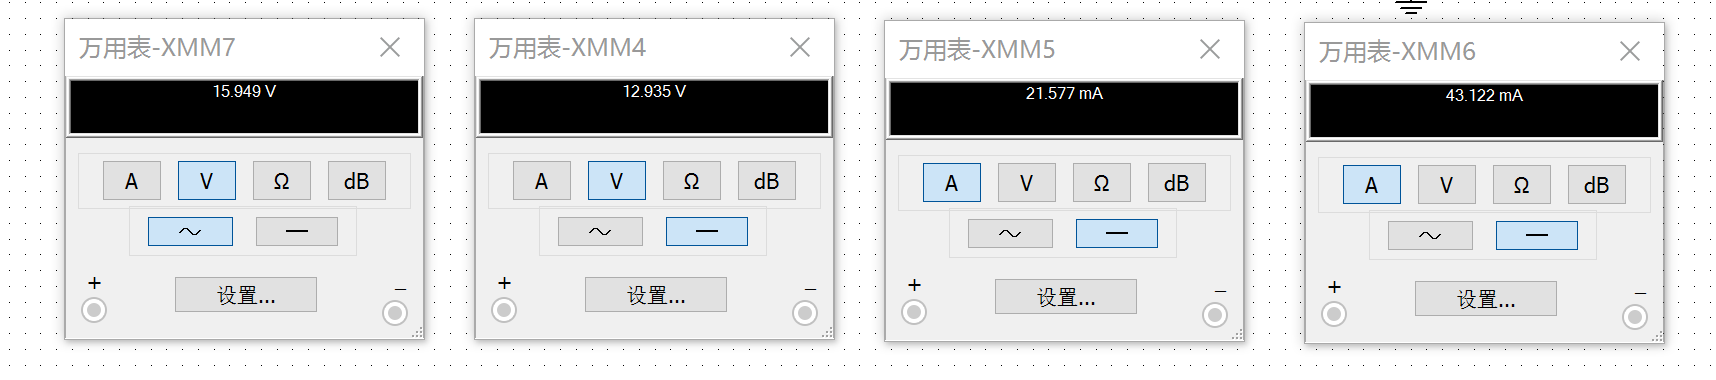 万用表-XMM7
15.949 V
A V Ω dB
~ —
+ –
设置...
万用表-XMM4
12.935 V
A V Ω dB
~ —
+ –
设置...
万用表-XMM5
21.577 mA
A V Ω dB
~ —
+ –
设置...
万用表-XMM6
43.122 mA
A V Ω dB
~ —
+ –
设置...